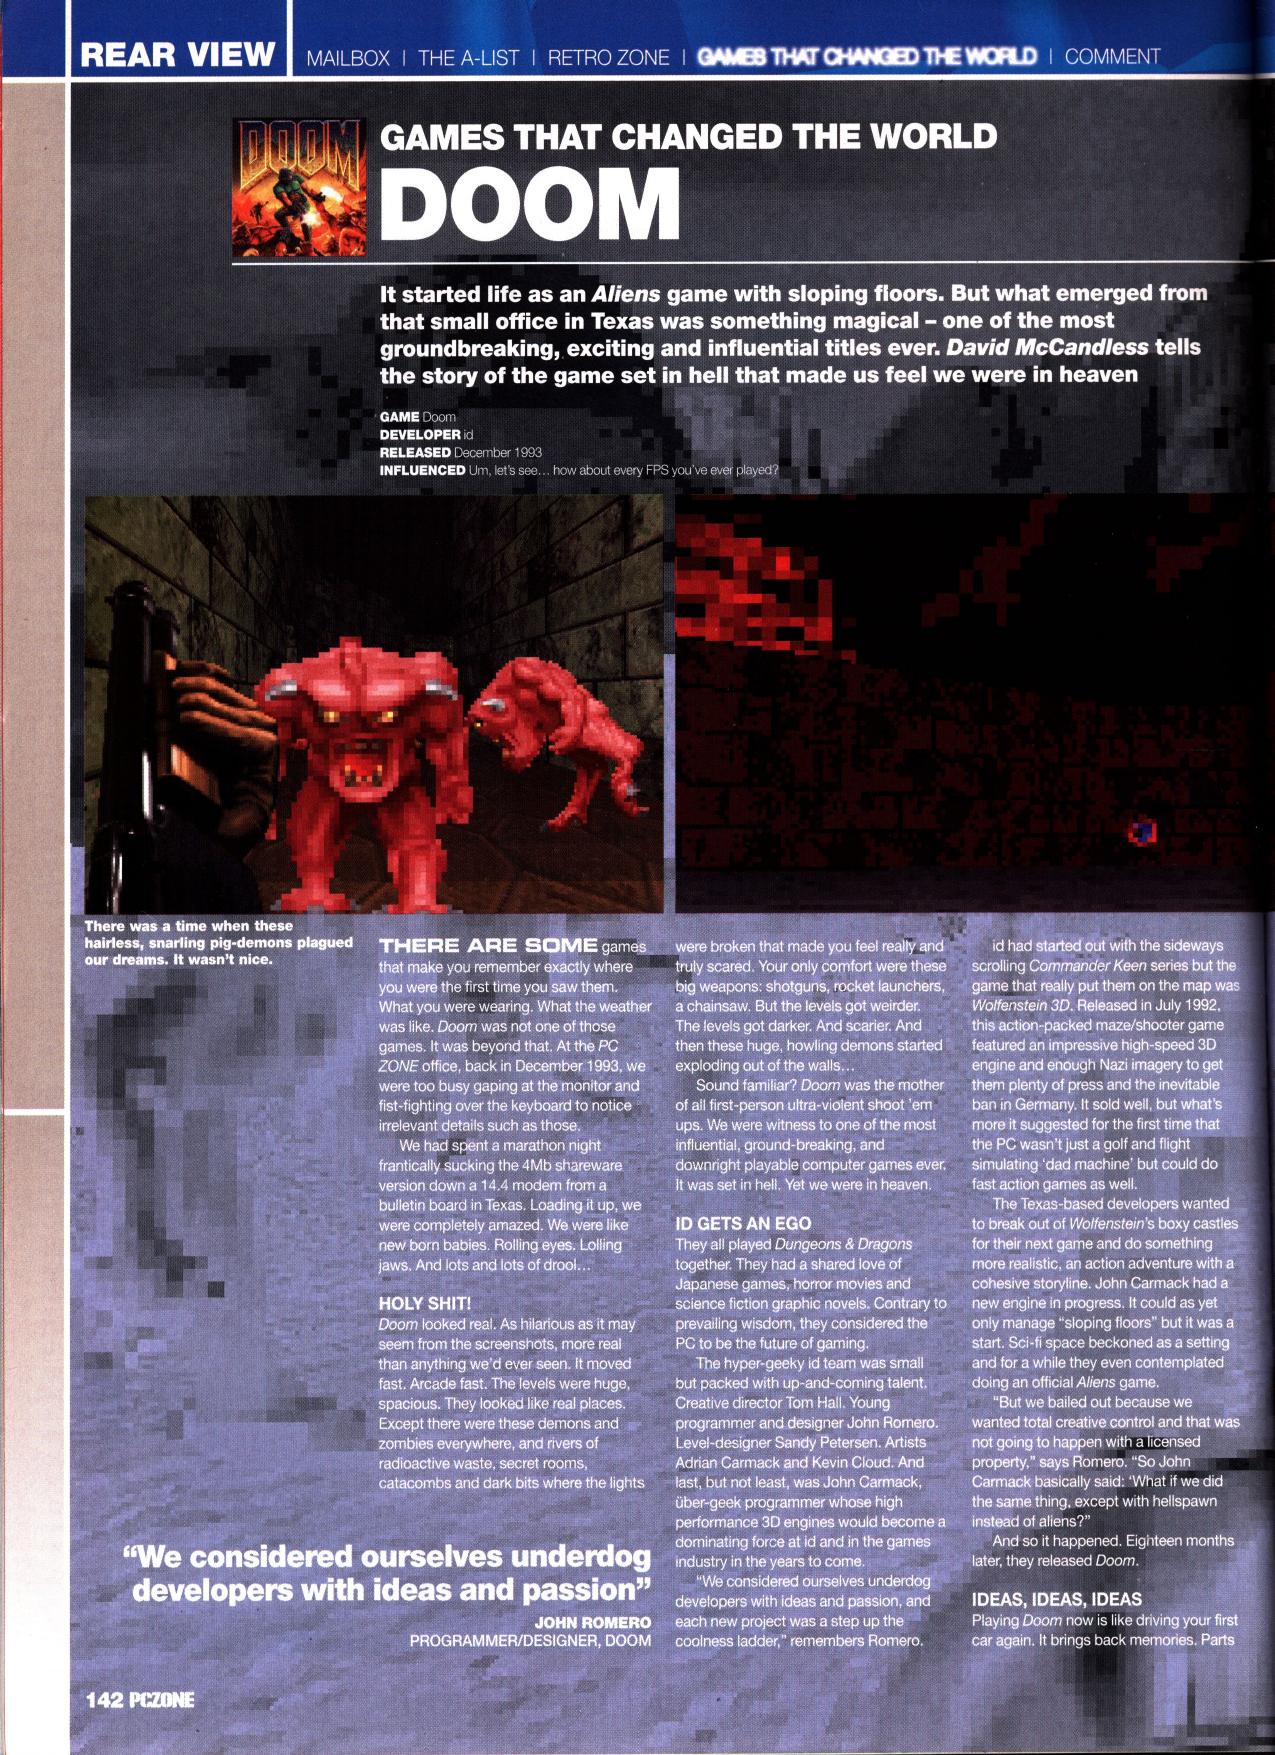 REAR VIEW
MAILBOX | THE A-LIST | RETRO ZONE | GAMES THAT CHANGED THE WORLD | COMMENT
DOOM
GAMES THAT CHANGED THE WORLD
DOOM
It started life as an Aliens game with sloping floors. But what emerged from
that small office in Texas was something magical – one of the most
groundbreaking, exciting and influential titles ever. David McCandless tells
the story of the game set in hell that made us feel we were in heaven
GAME Doom
DEVELOPER id
RELEASED December 1993
INFLUENCED Um, let's see... how about every FPS you've ever played?
There was a time when these
hairless, snarling pig-demons plagued
our dreams. It wasn't nice.
THERE ARE SOME games
that make you remember exactly where
you were the first time you saw them.
What you were wearing. What the weather
was like. Doom was not one of those
games. It was beyond that. At the PC
ZONE office, back in December 1993, we
were too busy gaping at the monitor and
fist-fighting over the keyboard to notice
irrelevant details such as those.
We had spent a marathon night
frantically sucking the 4Mb shareware
version down a 14.4 modem from a
bulletin board in Texas. Loading it up, we
were completely amazed. We were like
new born babies. Rolling eyes. Lolling
jaws. And lots and lots of drool...
HOLY SHIT!
Doom looked real. As hilarious as it may
seem from the screenshots, more real
than anything we'd ever seen. It moved
fast. Arcade fast. The levels were huge,
spacious. They looked like real places.
Except there were these demons and
zombies everywhere, and rivers of
radioactive waste, secret rooms,
catacombs and dark bits where the lights
"We considered ourselves underdog
developers with ideas and passion"
JOHN ROMERO
PROGRAMMER/DESIGNER, DOOM
were broken that made you feel really and
truly scared. Your only comfort were these
big weapons: shotguns, rocket launchers,
a chainsaw. But the levels got weirder.
The levels got darker. And scarier. And
then these huge, howling demons started
exploding out of the walls...
Sound familiar? Doom was the mother
of all first-person ultra-violent shoot 'em
ups. We were witness to one of the most
influential, ground-breaking, and
downright playable computer games ever.
It was set in hell. Yet we were in heaven.
ID GETS AN EGO
They all played Dungeons & Dragons
together. They had a shared love of
Japanese games, horror movies and
science fiction graphic novels. Contrary to
prevailing wisdom, they considered the
PC to be the future of gaming.
The hyper-geeky id team was small
but packed with up-and-coming talent.
Creative director Tom Hall. Young
programmer and designer John Romero.
Level-designer Sandy Petersen. Artists
Adrian Carmack and Kevin Cloud. And
last, but not least, was John Carmack,
über-geek programmer whose high
performance 3D engines would become a
dominating force at id and in the games
industry in the years to come.
"We considered ourselves underdog
developers with ideas and passion, and
each new project was a step up the
coolness ladder," remembers Romero.
id had started out with the sideways
scrolling Commander Keen series but the
game that really put them on the map was
Wolfenstein 3D. Released in July 1992,
this action-packed maze/shooter game
featured an impressive high-speed 3D
engine and enough Nazi imagery to get
them plenty of press and the inevitable
ban in Germany. It sold well, but what's
more it suggested for the first time that
the PC wasn't just a golf and flight
simulating 'dad machine' but could do
fast action games as well.
The Texas-based developers wanted
to break out of Wolfenstein's boxy castles
for their next game and do something
more realistic, an action adventure with a
cohesive storyline. John Carmack had a
new engine in progress. It could as yet
only manage "sloping floors" but it was a
start. Sci-fi space beckoned as a setting
and for a while they even contemplated
doing an official Aliens game.
"But we bailed out because we
wanted total creative control and that was
not going to happen with a licensed
property," says Romero. "So John
Carmack basically said: 'What if we did
the same thing, except with hellspawn
instead of aliens?"
And so it happened. Eighteen months
later, they released Doom.
IDEAS, IDEAS, IDEAS
Playing Doom now is like driving your first
car again. It brings back memories. Parts
142 PCZONE